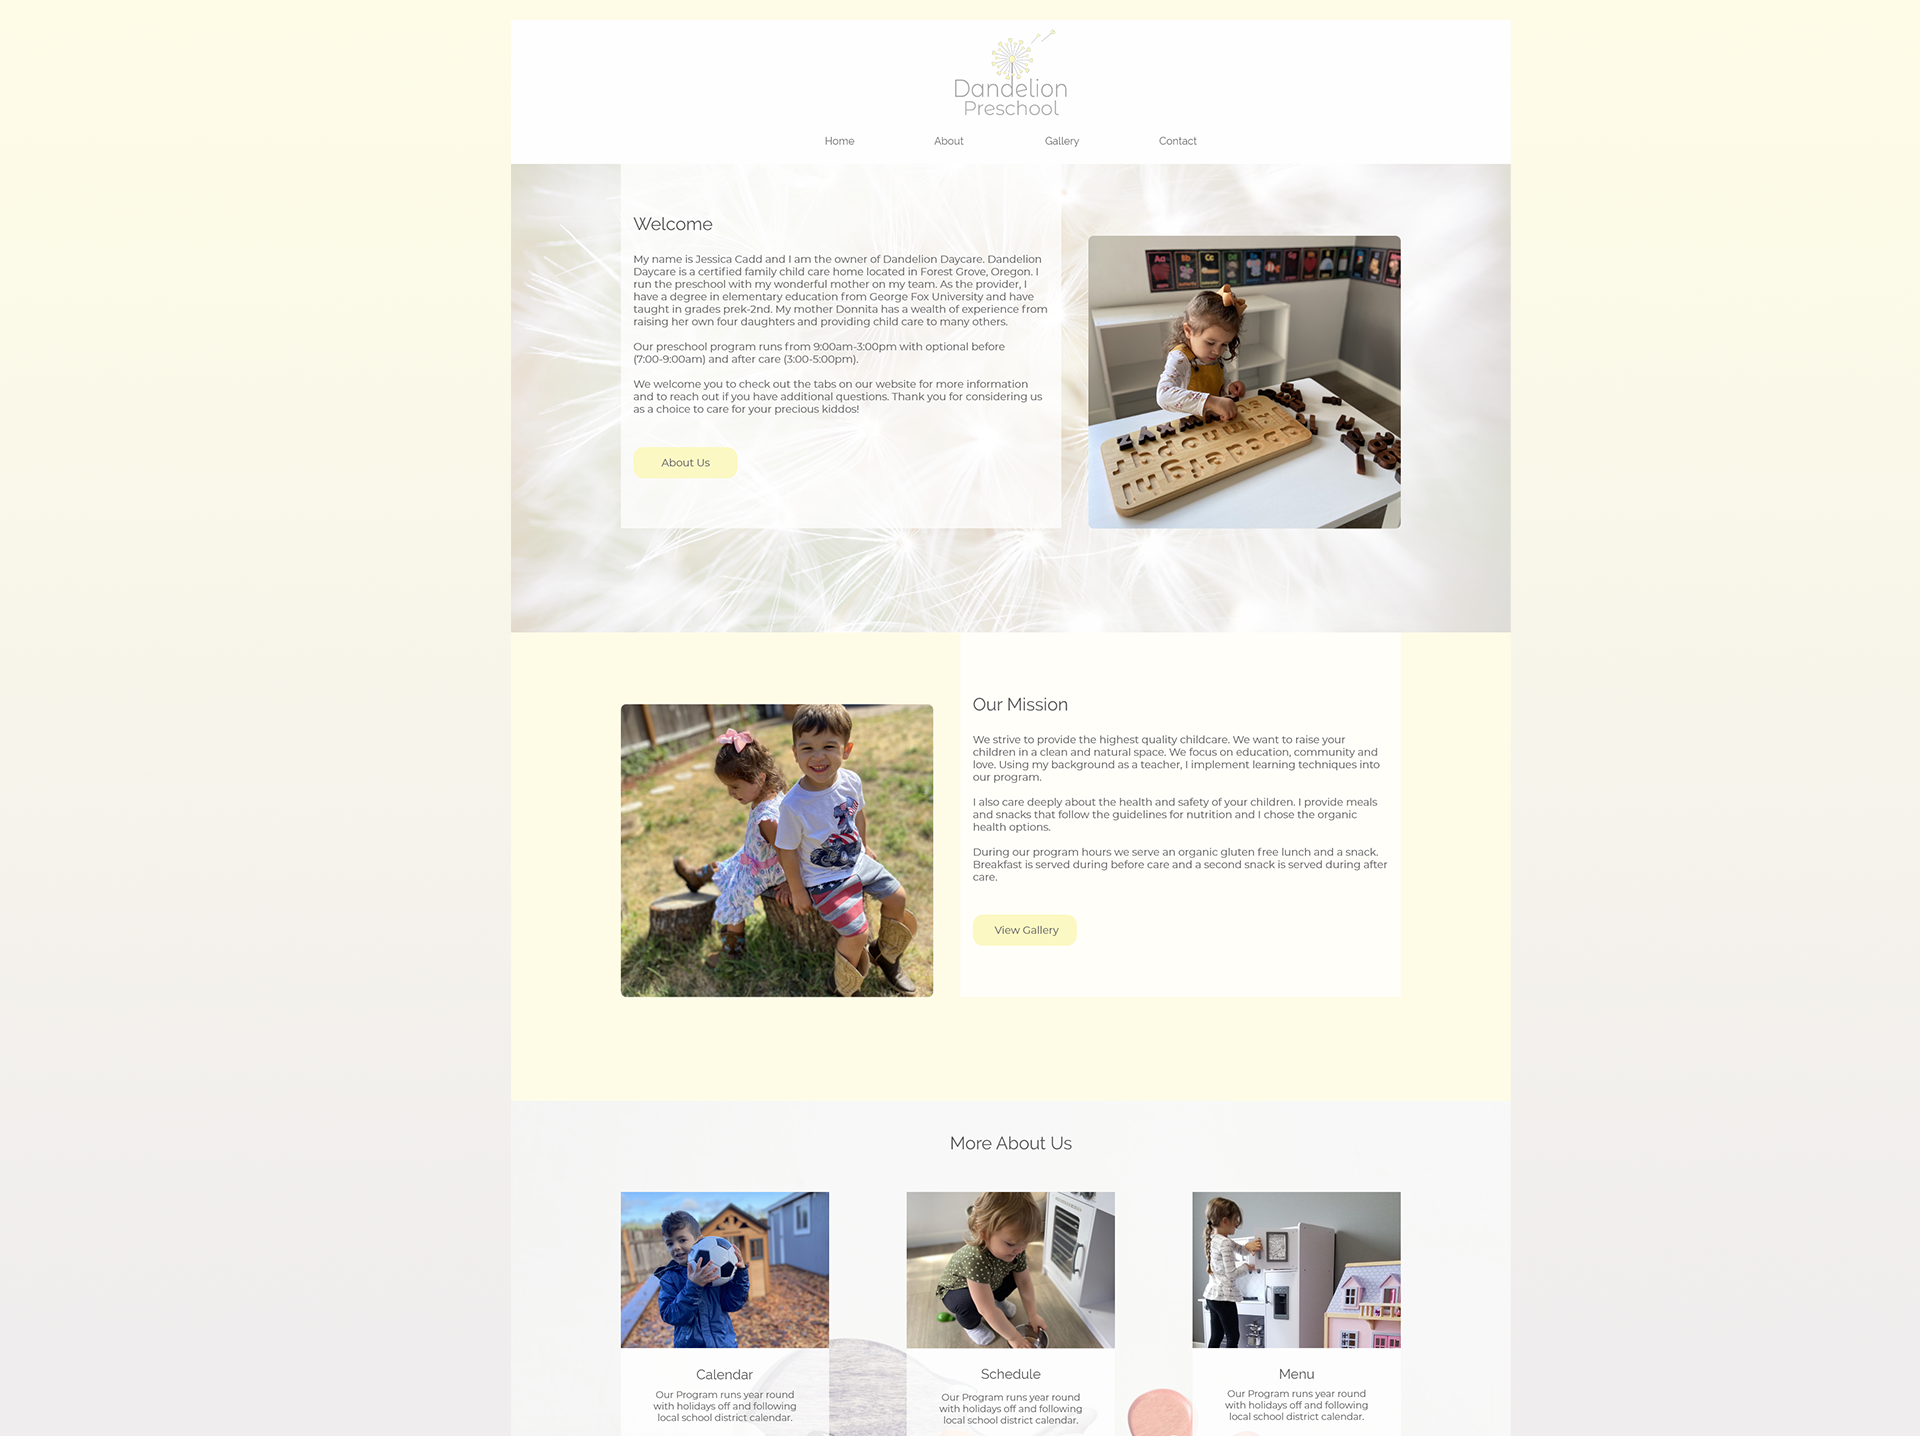 Dandelion
Preschool
Home About Gallery Contact
Welcome
My name is Jessica Cadd and I am the owner of Dandelion Daycare. Dandelion
Daycare is a certified family child care home located in Forest Grove, Oregon. I
run the preschool with my wonderful mother on my team. As the provider, I
have a degree in elementary education from George Fox University and have
taught in grades prek-2nd. My mother Donnita has a wealth of experience from
raising her own four daughters and providing child care to many others.
Our preschool program runs from 9:00am-3:00pm with optional before
(7:00-9:00am) and after care (3:00-5:00pm).
We welcome you to check out the tabs on our website for more information
and to reach out if you have additional questions. Thank you for considering us
as a choice to care for your precious kiddos!
About Us
Our Mission
We strive to provide the highest quality childcare. We want to raise your
children in a clean and natural space. We focus on education, community and
love. Using my background as a teacher, I implement learning techniques into
our program.
I also care deeply about the health and safety of your children. I provide meals
and snacks that follow the guidelines for nutrition and I chose the organic
health options.
During our program hours we serve an organic gluten free lunch and a snack.
Breakfast is served during before care and a second snack is served during after
care.
View Gallery
More About Us
Calendar
Our Program runs year round
with holidays off and following
local school district calendar.
Schedule
Our Program runs year round
with holidays off and following
local school district calendar.
Menu
Our Program runs year round
with holidays off and following
local school district calendar.